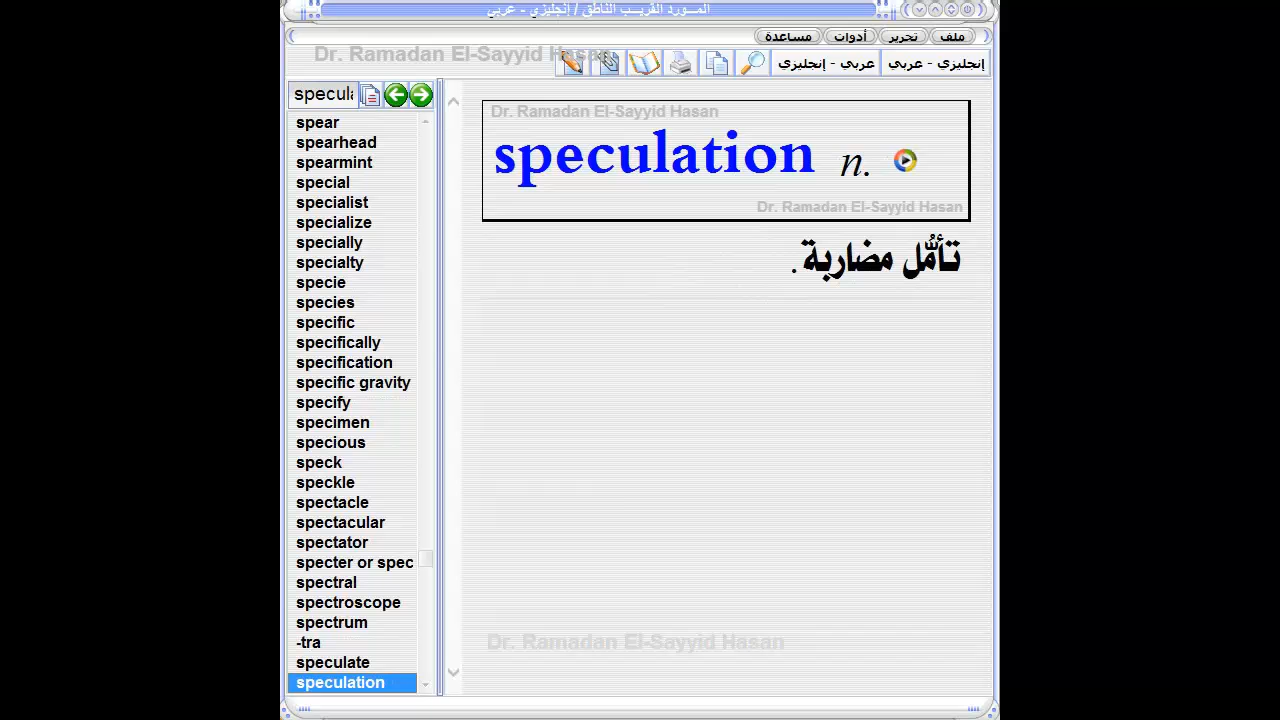 المـــورد القريـــب الناطق / إنجليزي - عربي
ملف
تحرير
أدوات
مساعدة
Dr. Ramadan El-Sayyid Hasan
إنجليزي - عربي
عربي - إنجليزي
specula
spear
spearhead
spearmint
special
specialist
specialize
specially
specialty
specie
species
specific
specifically
specification
specific gravity
specify
specimen
specious
speck
speckle
spectacle
spectacular
spectator
specter or spec
spectral
spectroscope
spectrum
-tra
speculate
speculation
Dr. Ramadan El-Sayyid Hasan
speculation n.
Dr. Ramadan El-Sayyid Hasan
تأمُّل مضاربة .
Dr. Ramadan El-Sayyid Hasan